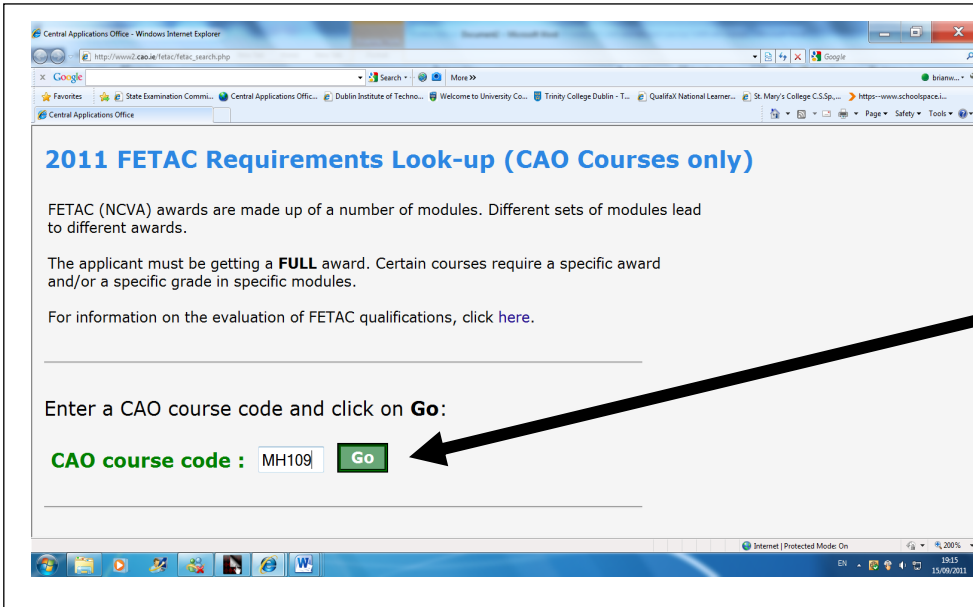 Central Applications Office - Windows Internet Explorer
http://www2.cao.ie/fetac/fetac_search.php
Google
x Google
Search
More >>
brianw...
Favorites
State Examination Commi...
Central Applications Offic...
Dublin Institute of Techno...
Welcome to University Co...
Trinity College Dublin - T...
QualifaX National Learner...
St. Mary's College C.S.Sp.,...
https--www.schoolspace.i...
Central Applications Office
Page
Safety
Tools
2011 FETAC Requirements Look-up (CAO Courses only)
FETAC (NCVA) awards are made up of a number of modules. Different sets of modules lead
to different awards.
The applicant must be getting a FULL award. Certain courses require a specific award
and/or a specific grade in specific modules.
For information on the evaluation of FETAC qualifications, click here.
Enter a CAO course code and click on Go:
CAO course code : MH109 Go
Internet | Protected Mode: On
200%
EN
19:15
15/09/2011